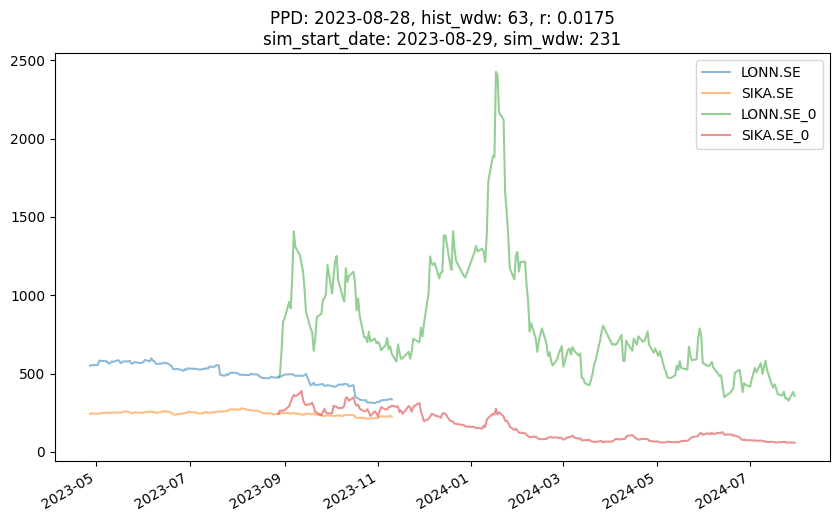 PPD: 2023-08-28, hist_wdw: 63, r: 0.0175
sim_start_date: 2023-08-29, sim_wdw: 231
LONN.SE
SIKA.SE
LONN.SE_0
SIKA.SE_0
2500
2000
1500
1000
500
0
2023-05
2023-07
2023-09
2023-11
2024-01
2024-03
2024-05
2024-07